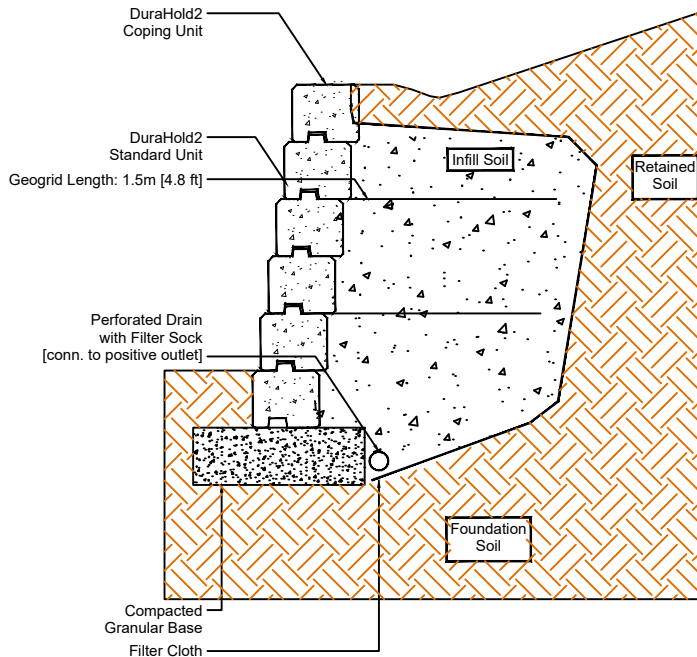 DuraHold2
Coping Unit
DuraHold2
Standard Unit
Infill Soil
Retained
Soil
Geogrid Length: 1.5m [4.8 ft]
Perforated Drain
with Filter Sock
[conn. to positive outlet]
Foundation
Soil
Compacted
Granular Base
Filter Cloth